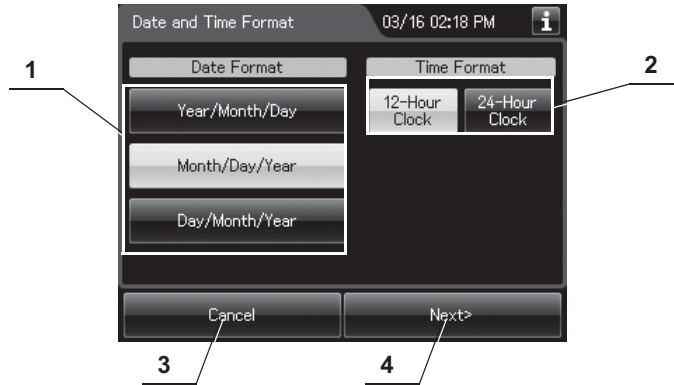 Date and Time Format
03/16 02:18 PM
i
1
Date Format
Time Format
2
Year/Month/Day
12-Hour
Clock
24-Hour
Clock
Month/Day/Year
Day/Month/Year
Cancel
Next>
3
4